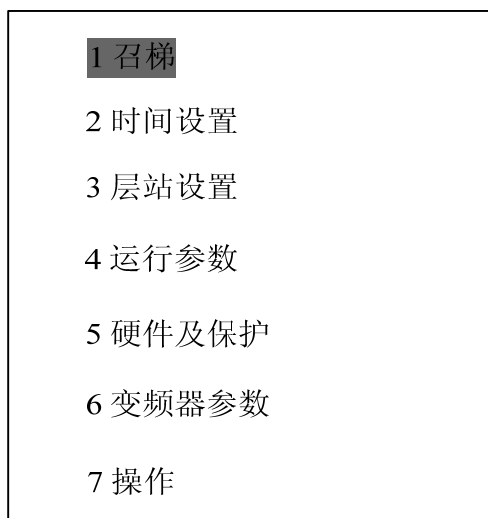 1 召梯
2 时间设置
3 层站设置
4 运行参数
5 硬件及保护
6 变频器参数
7 操作